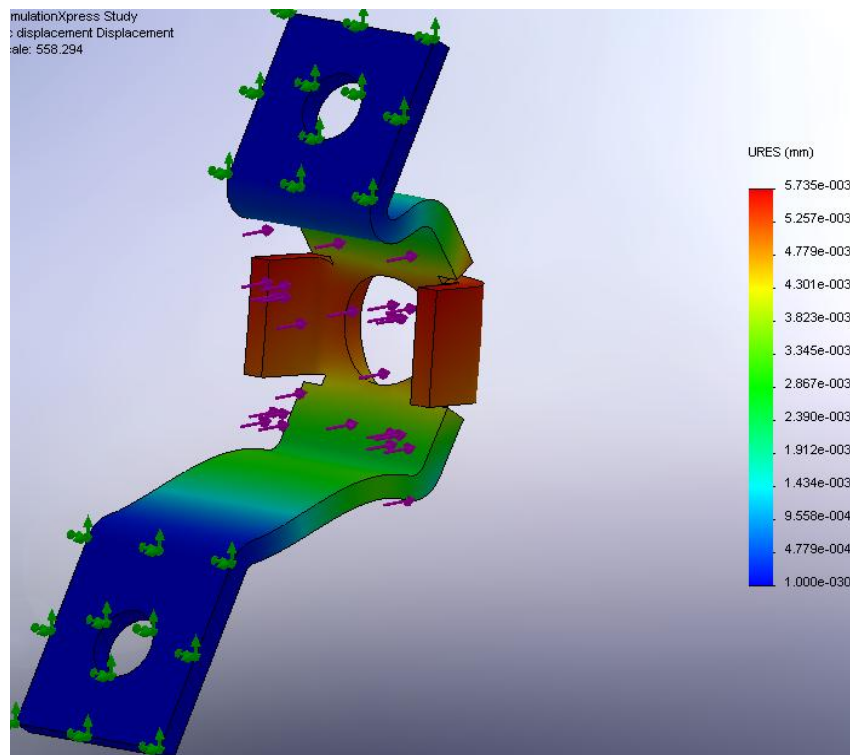 mulationXpress Study
c displacement Displacement
cale: 558.294
URES (mm)
5.735e-003
5.257e-003
4.779e-003
4.301e-003
3.823e-003
3.345e-003
2.867e-003
2.390e-003
1.912e-003
1.434e-003
9.558e-004
4.779e-004
1.000e-030